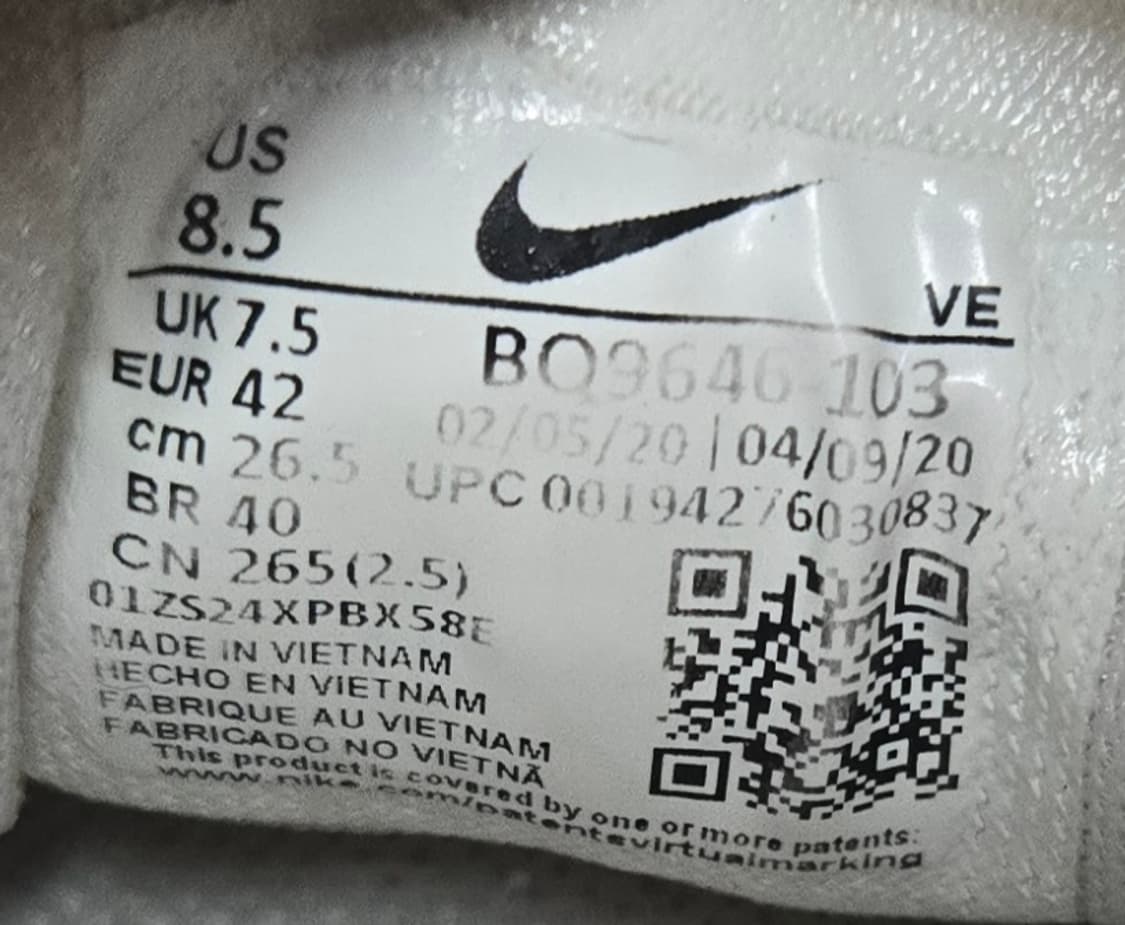 US
8.5
VE
UK 7.5
EUR 42
cm 26.5
BR 40
CN 265(2.5)
BQ9646-103
02/05/20 | 04/09/20
UPC 00194276030837
01ZS24XPBX58E
MADE IN VIETNAM
HECHO EN VIETNAM
FABRIQUE AU VIETNAM
FABRICADO NO VIETNÃ
This product is covered by one or more patents:
www.nike.com/patentsvirtualmarking